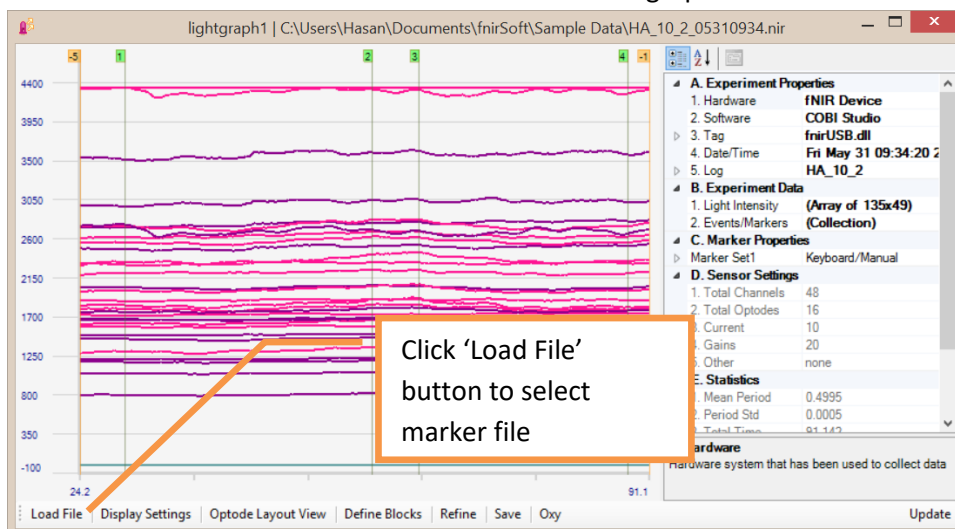 lightgraph1 | C:\Users\Hasan\Documents\fnirSoft\Sample Data\HA_10_2_05310934.nir
-5 1 2 3 4 -1
4400
3950
3500
3050
2600
2150
1700
1250
800
350
-100
24.2 91.1
A. Experiment Properties
1. Hardware fNIR Device
2. Software COBI Studio
3. Tag fnirUSB.dll
4. Date/Time Fri May 31 09:34:20 2
5. Log HA_10_2
B. Experiment Data
1. Light Intensity (Array of 135x49)
2. Events/Markers (Collection)
C. Marker Properties
Marker Set1 Keyboard/Manual
D. Sensor Settings
1. Total Channels 48
2. Total Optodes 16
. Current 10
. Gains 20
. Other none
. Statistics
. Mean Period 0.4995
. Period Std 0.0005
Total Time 91.142
ardware
Hardware system that has been used to collect data
Click ‘Load File’
button to select
marker file
Load File Display Settings Optode Layout View Define Blocks Refine Save Oxy Update